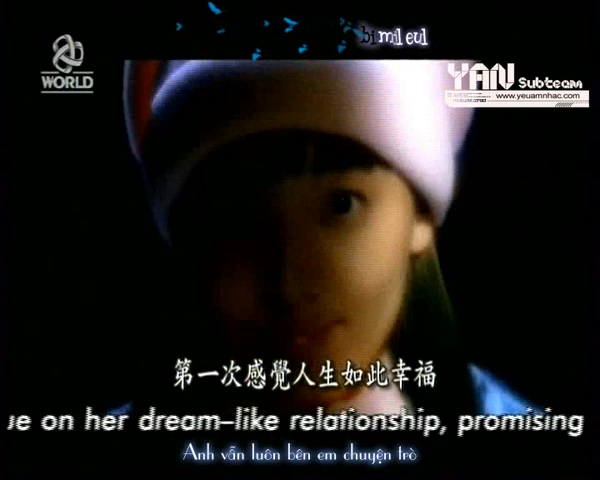 bi mil eul
WORLD
YAN Subteam
www.yeuamnhac.com
第一次感覺人生如此幸福
ue on her dream-like relationship, promising
Anh vẫn luôn bên em chuyện trò